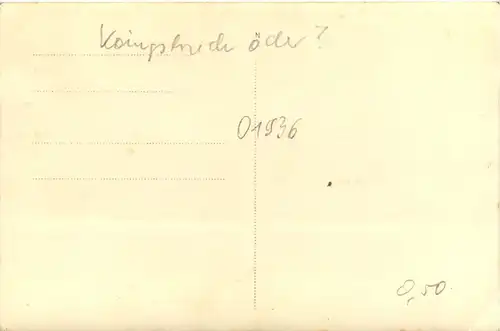 Königsbrück oder?
N
01936
0,50.